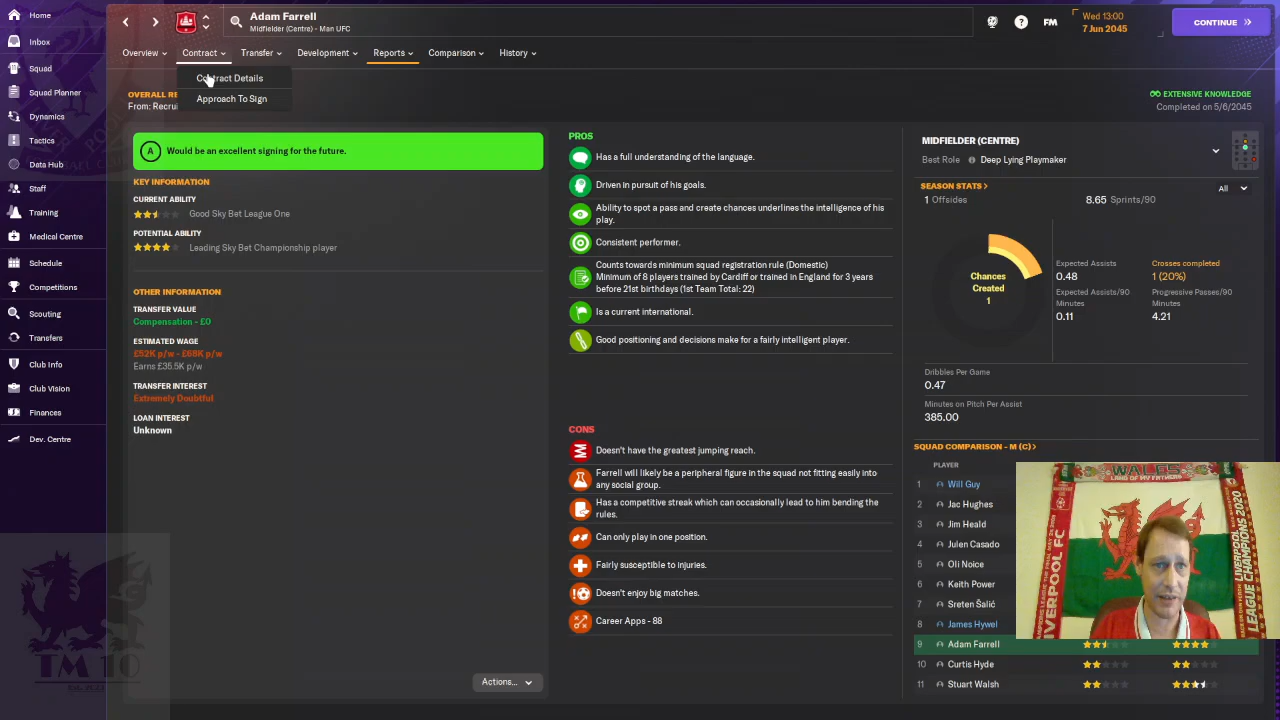 Home
Inbox
Squad
Squad Planner
Dynamics
Tactics
Data Hub
Staff
Training
Medical Centre
Schedule
Competitions
Scouting
Transfers
Club Info
Club Vision
Finances
Dev. Centre
TM 10
Adam Farrell
Midfielder (Centre) - Man UFC
FM
Wed 13:00
7 Jun 2045
CONTINUE
Overview
Contract
Transfer
Development
Reports
Comparison
History
Contract Details
Approach To Sign
OVERALL RE
From: Recrui
EXTENSIVE KNOWLEDGE
Completed on 5/6/2045
A
Would be an excellent signing for the future.
KEY INFORMATION
CURRENT ABILITY
Good Sky Bet League One
POTENTIAL ABILITY
Leading Sky Bet Championship player
OTHER INFORMATION
TRANSFER VALUE
Compensation - £0
ESTIMATED WAGE
£52K p/w - £68K p/w
Earns £35.5K p/w
TRANSFER INTEREST
Extremely Doubtful
LOAN INTEREST
Unknown
Actions...
PROS
Has a full understanding of the language.
Driven in pursuit of his goals.
Ability to spot a pass and create chances underlines the intelligence of his
play.
Consistent performer.
Counts towards minimum squad registration rule (Domestic)
Minimum of 8 players trained by Cardiff or trained in England for 3 years
before 21st birthdays (1st Team Total: 22)
Is a current international.
Good positioning and decisions make for a fairly intelligent player.
CONS
Doesn't have the greatest jumping reach.
Farrell will likely be a peripheral figure in the squad not fitting easily into
any social group.
Has a competitive streak which can occasionally lead to him bending the
rules.
Can only play in one position.
Fairly susceptible to injuries.
Doesn't enjoy big matches.
Career Apps - 88
MIDFIELDER (CENTRE)
Best Role Deep Lying Playmaker
SEASON STATS
All
1 Offsides
8.65 Sprints/90
Chances
Created
1
Expected Assists
0.48
Crosses completed
1 (20%)
Expected Assists/90
Minutes
0.11
Progressive Passes/90
Minutes
4.21
Dribbles Per Game
0.47
Minutes on Pitch Per Assist
385.00
SQUAD COMPARISON - M (C)
PLAYER
1 Will Guy
2 Jac Hughes
3 Jim Heald
4 Julen Casado
5 Oli Noice
6 Keith Power
7 Sreten Šalić
8 James Hywel
9 Adam Farrell
10 Curtis Hyde
11 Stuart Walsh
WALES
LAND OF MY FATHERS
LIVERPOOL FC
LIVERPOOL
LEAGUE CHAMPIONS 2020